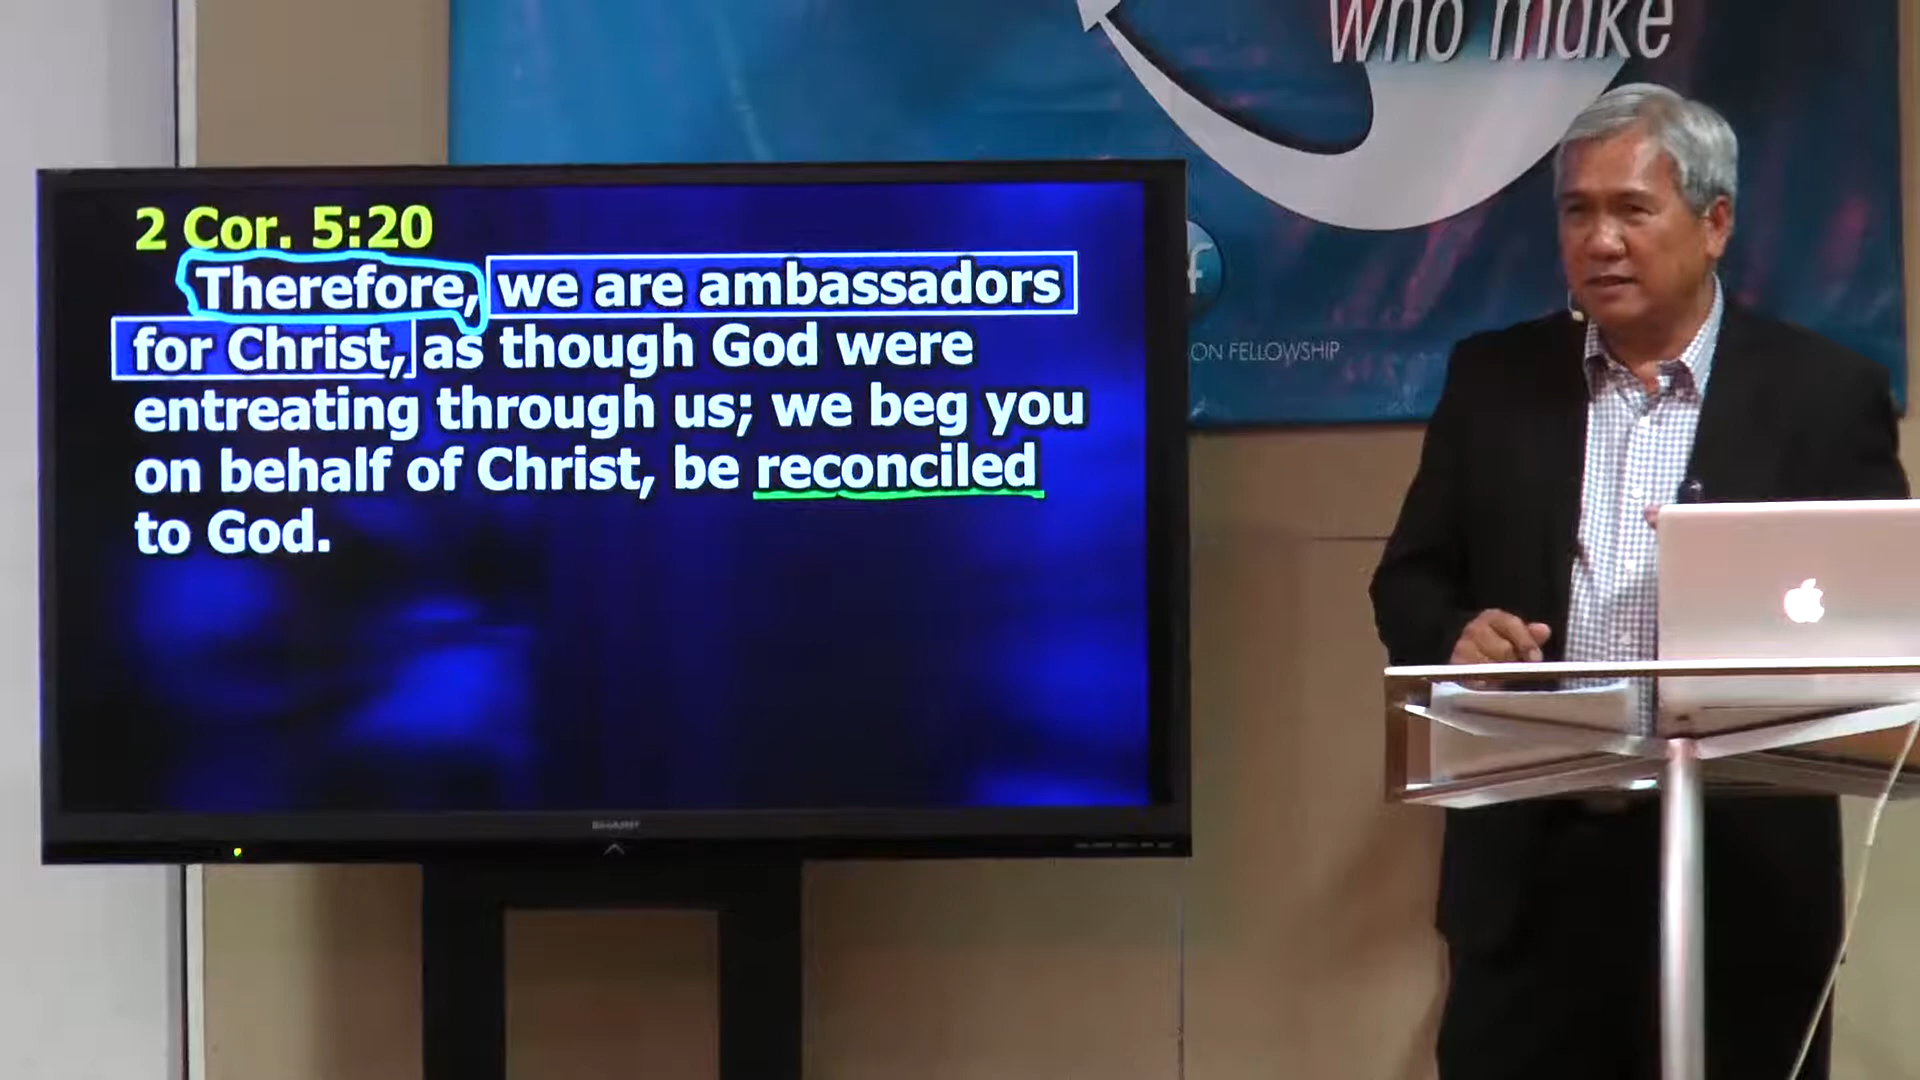 who make
2 Cor. 5:20
Therefore, we are ambassadors
for Christ, as though God were
entreating through us; we beg you
on behalf of Christ, be reconciled
to God.
f
ON FELLOWSHIP
SHARP